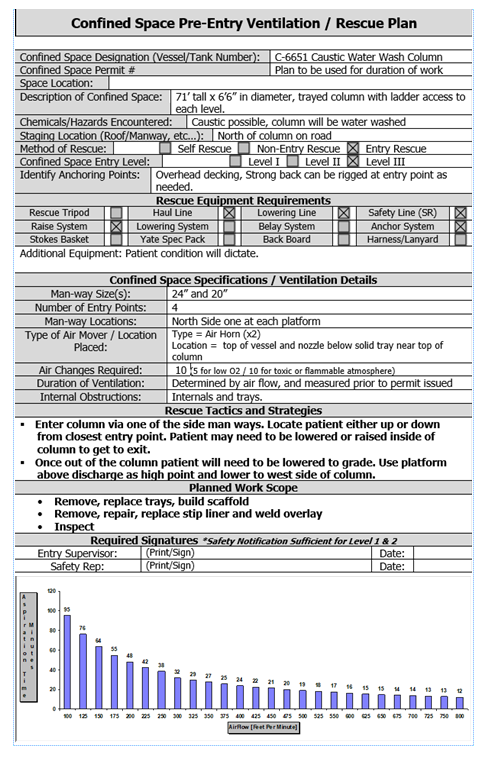 Confined Space Pre-Entry Ventilation / Rescue Plan
Confined Space Designation (Vessel/Tank Number): C-6651 Caustic Water Wash Column
Confined Space Permit # Plan to be used for duration of work
Space Location:
Description of Confined Space: 71' tall x 6'6" in diameter, trayed column with ladder access to
each level.
Chemicals/Hazards Encountered: Caustic possible, column will be water washed
Staging Location (Roof/Manway, etc...): North of column on road
Method of Rescue: Self Rescue Non-Entry Rescue Entry Rescue
Confined Space Entry Level: Level I Level II Level III
Identify Anchoring Points: Overhead decking, Strong back can be rigged at entry point as
needed.
Rescue Equipment Requirements
Rescue Tripod Haul Line Lowering Line Safety Line (SR)
Raise System Lowering System Belay System Anchor System
Stokes Basket Yate Spec Pack Back Board Harness/Lanyard
Additional Equipment: Patient condition will dictate.
Confined Space Specifications / Ventilation Details
Man-way Size(s): 24" and 20"
Number of Entry Points: 4
Man-way Locations: North Side one at each platform
Type of Air Mover / Location
Placed:
Type = Air Horn (x2)
Location = top of vessel and nozzle below solid tray near top of
column
Air Changes Required: 10 (5 for low O2 / 10 for toxic or flammable atmosphere)
Duration of Ventilation: Determined by air flow, and measured prior to permit issued
Internal Obstructions: Internals and trays.
Rescue Tactics and Strategies
▪ Enter column via one of the side man ways. Locate patient either up or down
from closest entry point. Patient may need to be lowered or raised inside of
column to get to exit.
▪ Once out of the column patient will need to be lowered to grade. Use platform
above discharge as high point and lower to west side of column.
Planned Work Scope
• Remove, replace trays, build scaffold
• Remove, repair, replace stip liner and weld overlay
• Inspect
Required Signatures *Safety Notification Sufficient for Level 1 & 2
Entry Supervisor: (Print/Sign) Date:
Safety Rep: (Print/Sign) Date:
Aspiration Time
Minutes
120
100
80
60
40
20
0
95 76 64 55 48 42 38 32 29 27 25 24 22 21 20 19 18 17 16 15 15 14 14 13 13 12
100 125 150 175 200 225 250 300 325 350 375 400 425 450 475 500 525 550 600 650 675 700 725 750 800
Airflow [Feet Per Minute]